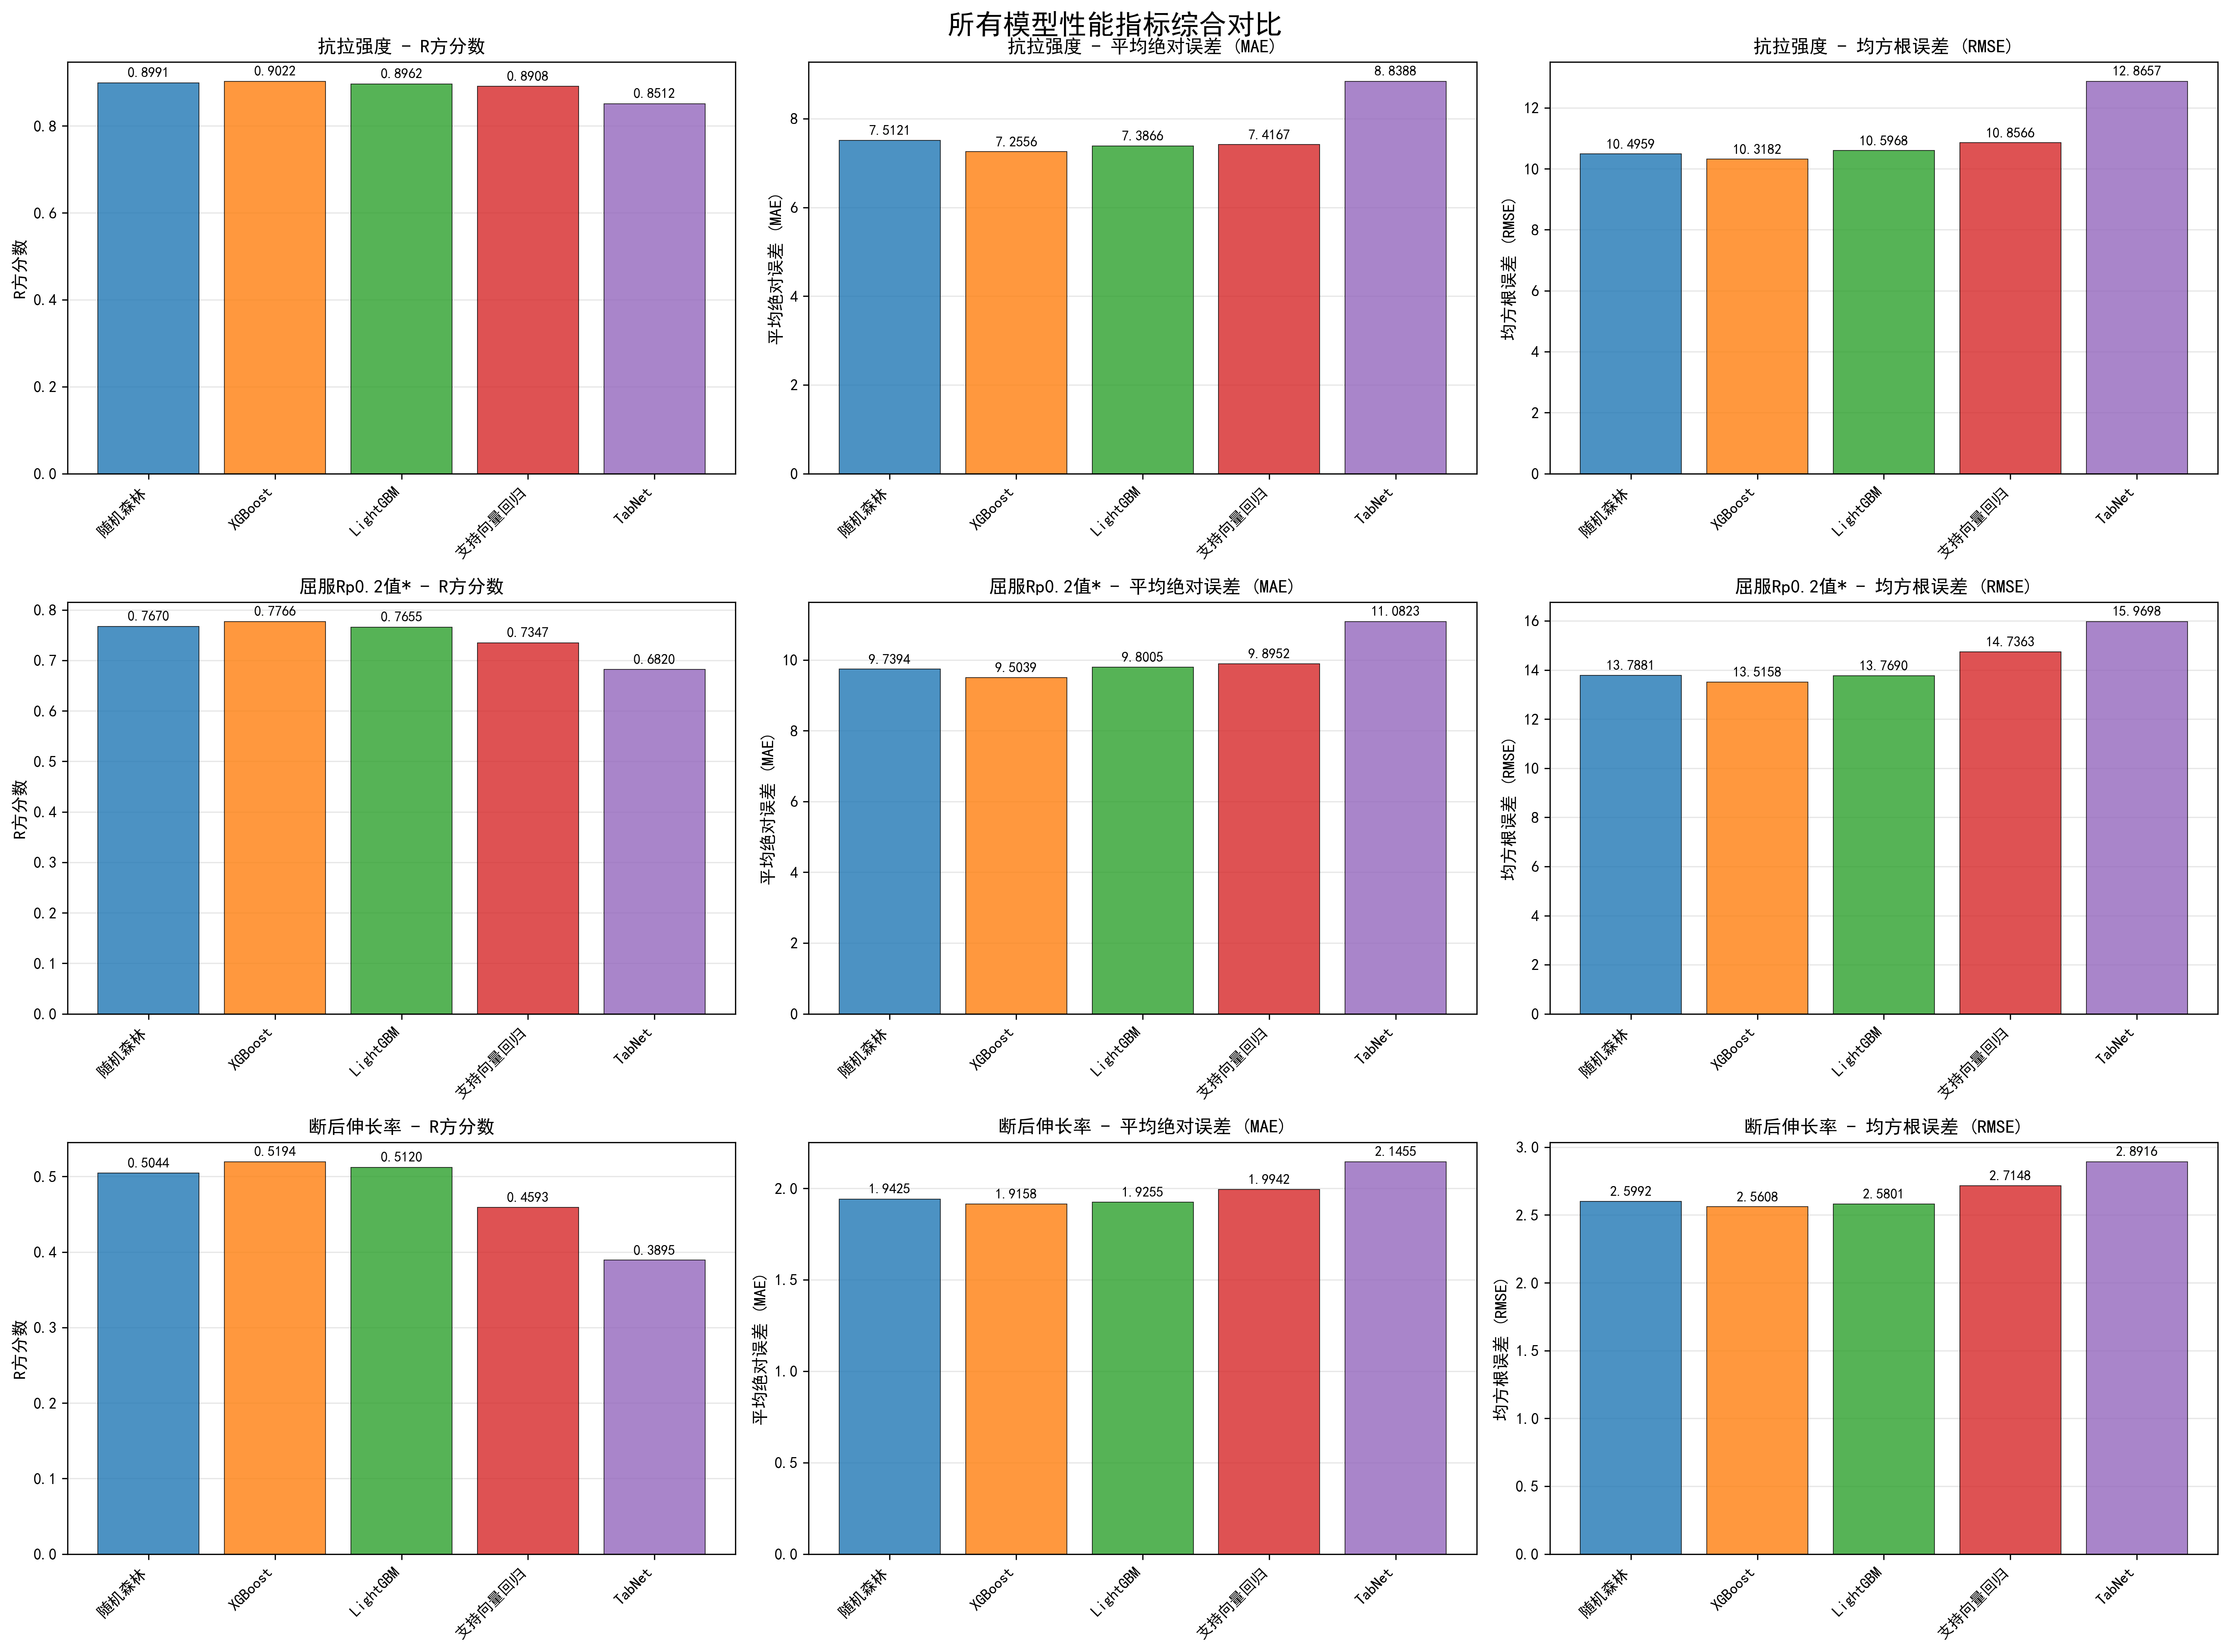 所有模型性能指标综合对比
抗拉强度 - R方分数
R方分数
0.0
0.2
0.4
0.6
0.8
0.8991
0.9022
0.8962
0.8908
0.8512
随机森林
XGBoost
LightGBM
支持向量回归
TabNet
抗拉强度 - 平均绝对误差 (MAE)
平均绝对误差 (MAE)
0
2
4
6
8
7.5121
7.2556
7.3866
7.4167
8.8388
随机森林
XGBoost
LightGBM
支持向量回归
TabNet
抗拉强度 - 均方根误差 (RMSE)
均方根误差 (RMSE)
0
2
4
6
8
10
12
10.4959
10.3182
10.5968
10.8566
12.8657
随机森林
XGBoost
LightGBM
支持向量回归
TabNet
屈服Rp0.2值* - R方分数
R方分数
0.0
0.1
0.2
0.3
0.4
0.5
0.6
0.7
0.8
0.7670
0.7766
0.7655
0.7347
0.6820
随机森林
XGBoost
LightGBM
支持向量回归
TabNet
屈服Rp0.2值* - 平均绝对误差 (MAE)
平均绝对误差 (MAE)
0
2
4
6
8
10
9.7394
9.5039
9.8005
9.8952
11.0823
随机森林
XGBoost
LightGBM
支持向量回归
TabNet
屈服Rp0.2值* - 均方根误差 (RMSE)
均方根误差 (RMSE)
0
2
4
6
8
10
12
14
16
13.7881
13.5158
13.7690
14.7363
15.9698
随机森林
XGBoost
LightGBM
支持向量回归
TabNet
断后伸长率 - R方分数
R方分数
0.0
0.1
0.2
0.3
0.4
0.5
0.5044
0.5194
0.5120
0.4593
0.3895
随机森林
XGBoost
LightGBM
支持向量回归
TabNet
断后伸长率 - 平均绝对误差 (MAE)
平均绝对误差 (MAE)
0.0
0.5
1.0
1.5
2.0
1.9425
1.9158
1.9255
1.9942
2.1455
随机森林
XGBoost
LightGBM
支持向量回归
TabNet
断后伸长率 - 均方根误差 (RMSE)
均方根误差 (RMSE)
0.0
0.5
1.0
1.5
2.0
2.5
3.0
2.5992
2.5608
2.5801
2.7148
2.8916
随机森林
XGBoost
LightGBM
支持向量回归
TabNet